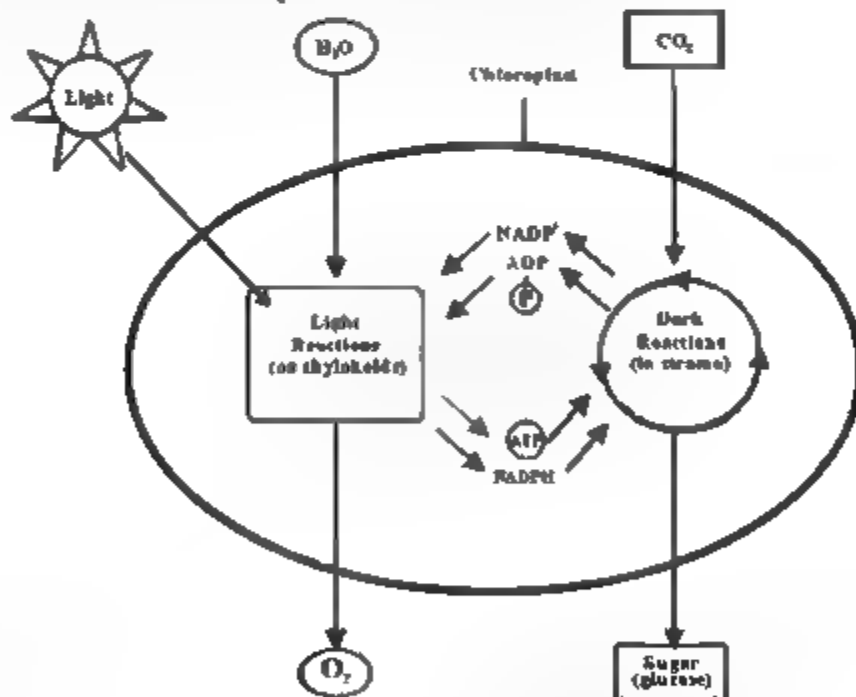 H₂O
CO₂
Light
Chloroplast
NADP⁺
ADP
P
Light
Reactions
(on thylakoids)
Dark
Reactions
(in stroma)
ATP
NADPH
O₂
Sugar
(glucose)